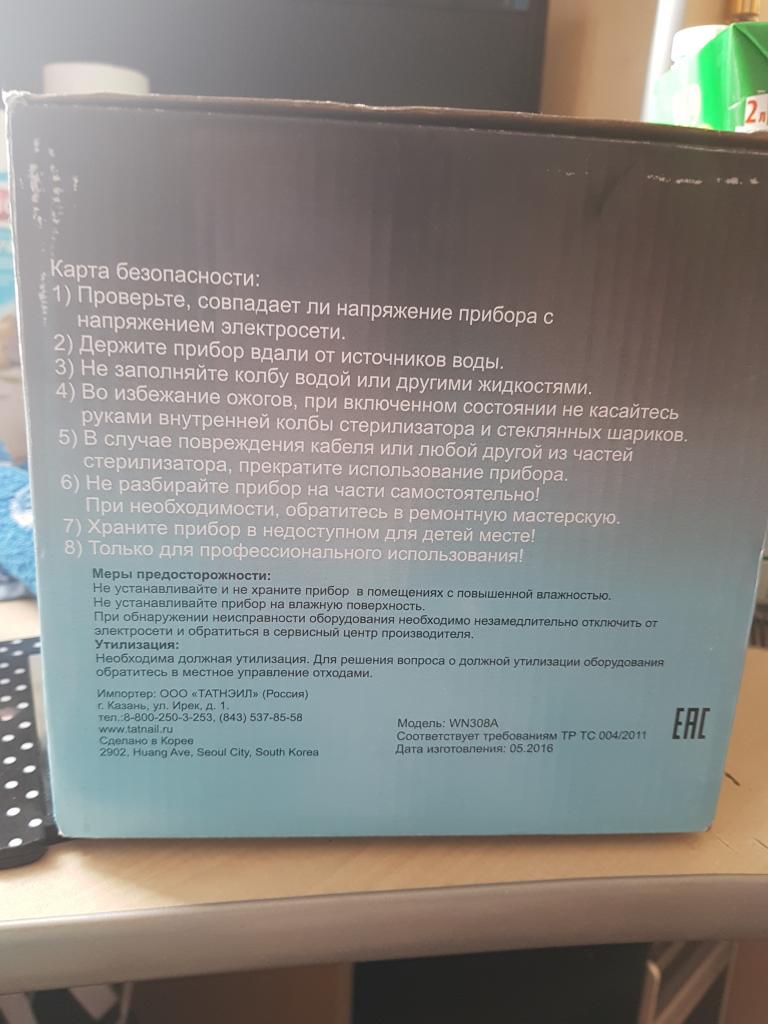 2л
Карта безопасности:
1) Проверьте, совпадает ли напряжение прибора с
напряжением электросети.
2) Держите прибор вдали от источников воды.
3) Не заполняйте колбу водой или другими жидкостями.
4) Во избежание ожогов, при включенном состоянии не касайтесь
руками внутренней колбы стерилизатора и стеклянных шариков.
5) В случае повреждения кабеля или любой другой из частей
стерилизатора, прекратите использование прибора.
6) Не разбирайте прибор на части самостоятельно!
При необходимости, обратитесь в ремонтную мастерскую.
7) Храните прибор в недоступном для детей месте!
8) Только для профессионального использования!
Меры предосторожности:
Не устанавливайте и не храните прибор в помещениях с повышенной влажностью.
Не устанавливайте прибор на влажную поверхность.
При обнаружении неисправности оборудования необходимо незамедлительно отключить от
электросети и обратиться в сервисный центр производителя.
Утилизация:
Необходима должная утилизация. Для решения вопроса о должной утилизации оборудования
обратитесь в местное управление отходами.
Импортер: ООО «ТАТНЭИЛ» (Россия)
г. Казань, ул. Ирек, д. 1.
тел.:8-800-250-3-253, (843) 537-85-58
www.tatnail.ru
Сделано в Корее
2902, Huang Ave, Seoul City, South Korea
Модель: WN308A
Соответствует требованиям ТР ТС 004/2011
Дата изготовления: 05.2016
EAC